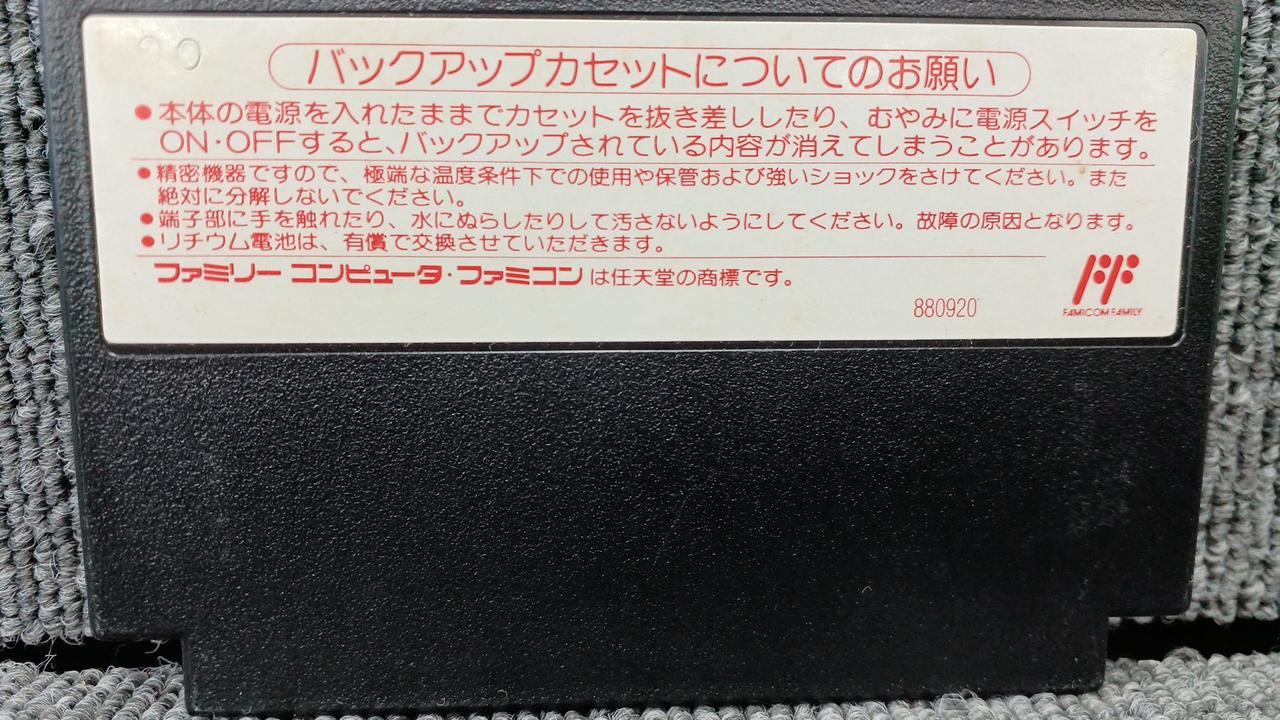 20
バックアップカセットについてのお願い
●本体の電源を入れたままでカセットを抜き差ししたり、むやみに電源スイッチを
ON・OFFすると、バックアップされている内容が消えてしまうことがあります。
●精密機器ですので、極端な温度条件下での使用や保管および強いショックをさけてください。また
絶対に分解しないでください。
●端子部に手を触れたり、水にぬらしたりして汚さないようにしてください。故障の原因となります。
●リチウム電池は、有償で交換させていただきます。
ファミリー コンピュータ・ファミコンは任天堂の商標です。
880920
FAMICOM FAMILY